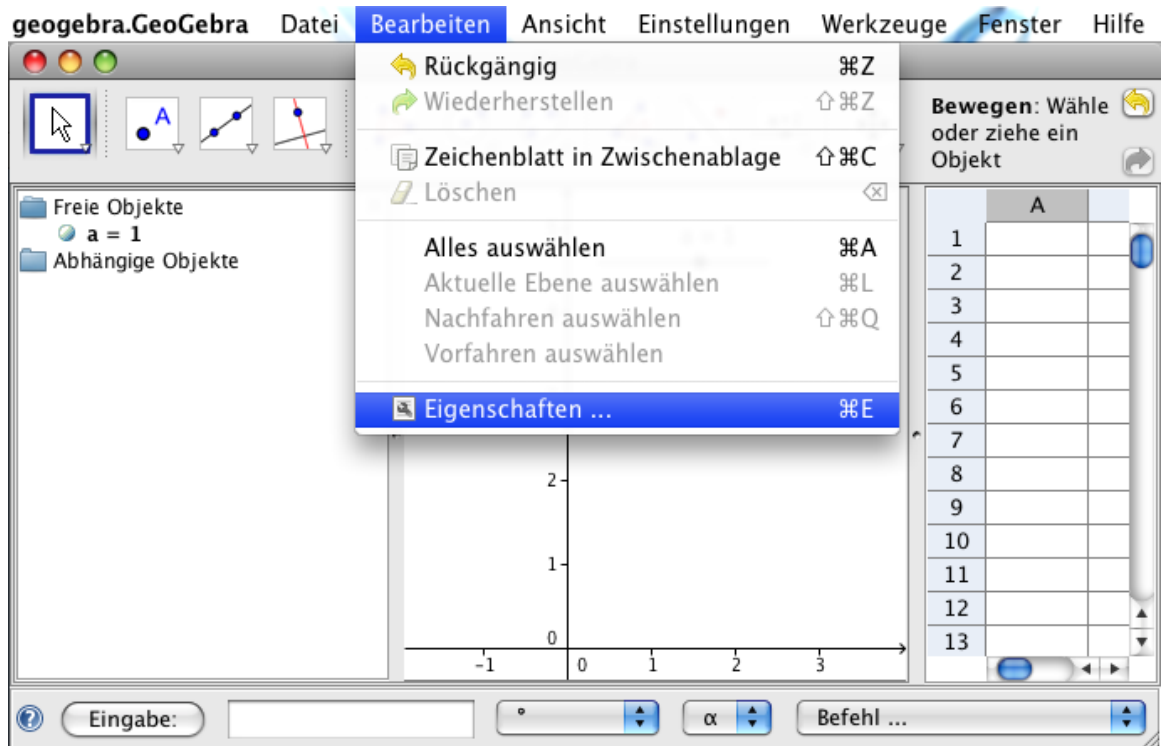 geogebra.GeoGebra Datei Bearbeiten Ansicht Einstellungen Werkzeuge Fenster Hilfe
Rückgängig ⌘Z
Wiederherstellen ⇧⌘Z
Zeichenblatt in Zwischenablage ⇧⌘C
Löschen ⌫
Alles auswählen ⌘A
Aktuelle Ebene auswählen ⌘L
Nachfahren auswählen ⇧⌘Q
Vorfahren auswählen
Eigenschaften ... ⌘E
A
Bewegen: Wähle
oder ziehe ein
Objekt
Freie Objekte
a = 1
Abhängige Objekte
2
1
0
-1 0 1 2 3
A
1
2
3
4
5
6
7
8
9
10
11
12
13
? Eingabe: ° α Befehl ...